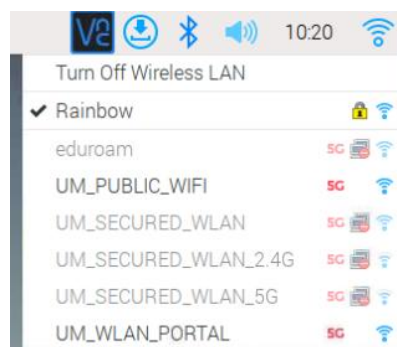 V2 10:20
Turn Off Wireless LAN
Rainbow
eduroam 5G
UM_PUBLIC_WIFI 5G
UM_SECURED_WLAN 5G
UM_SECURED_WLAN_2.4G 5G
UM_SECURED_WLAN_5G 5G
UM_WLAN_PORTAL 5G